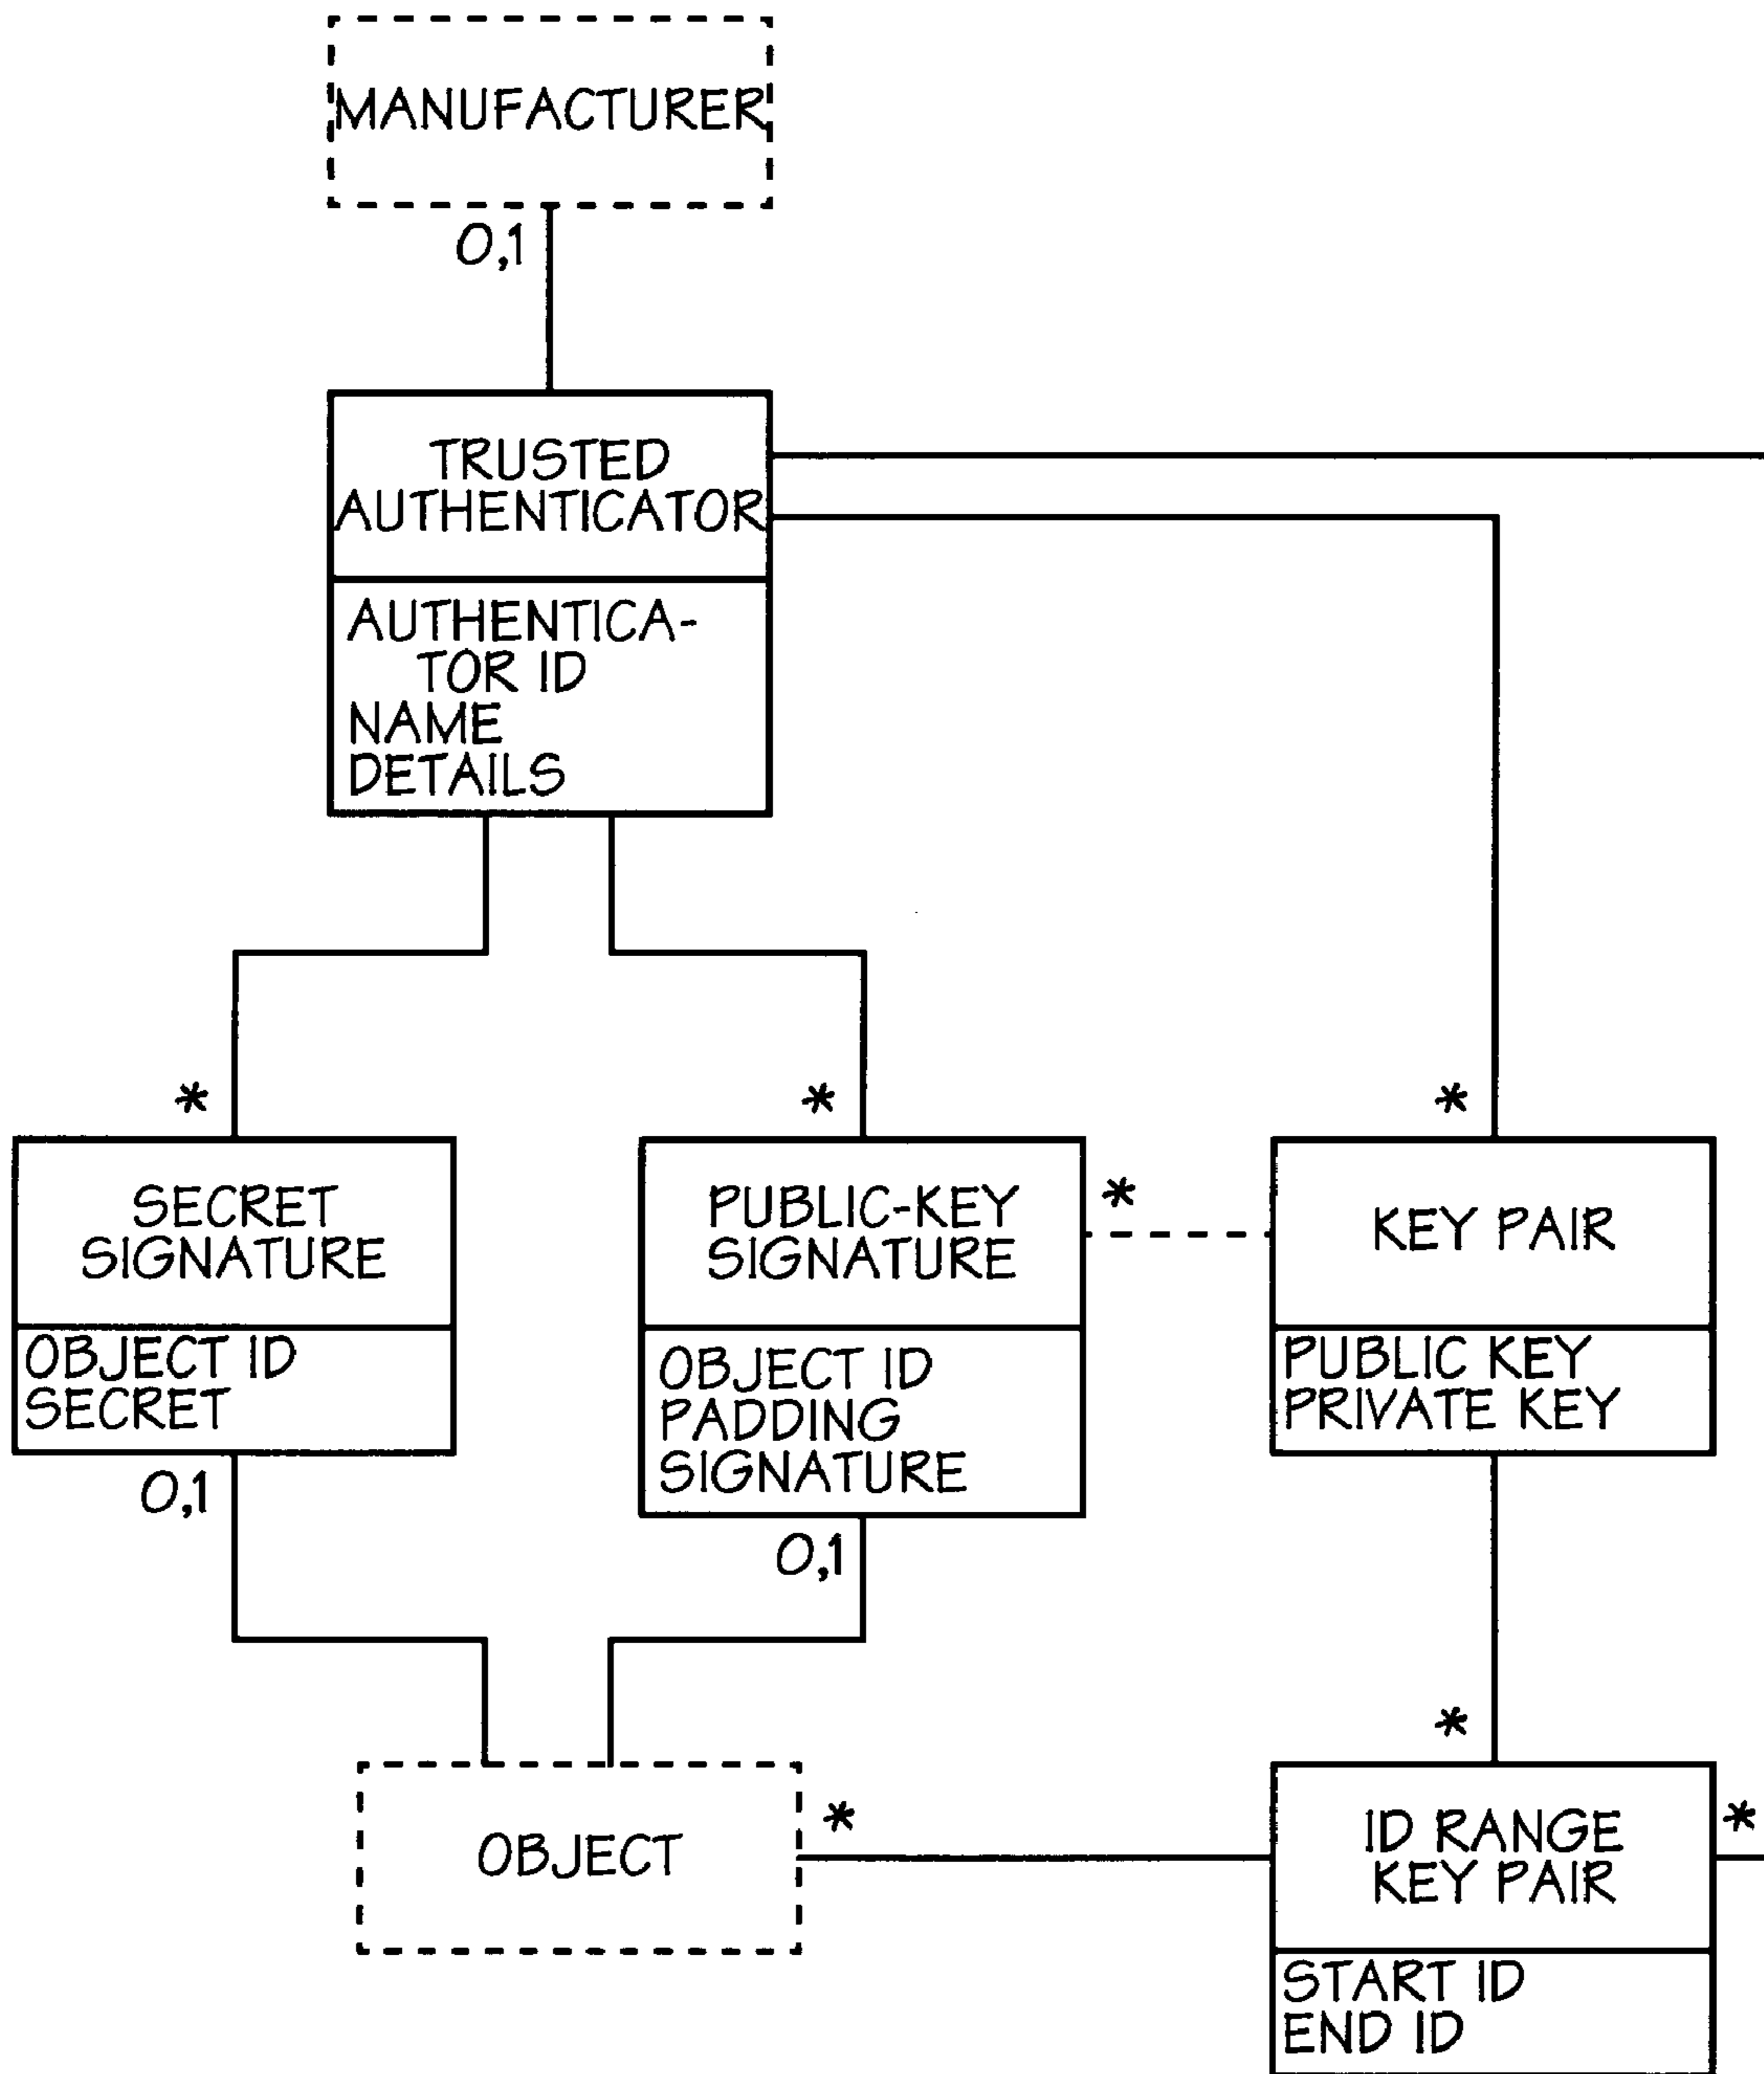 MANUFACTURER
0,1
TRUSTED
AUTHENTICATOR
AUTHENTICA-
TOR ID
NAME
DETAILS
*
*
*
SECRET
SIGNATURE
OBJECT ID
SECRET
0,1
PUBLIC-KEY
SIGNATURE
*
OBJECT ID
PADDING
SIGNATURE
0,1
KEY PAIR
PUBLIC KEY
PRIVATE KEY
*
OBJECT
*
ID RANGE
KEY PAIR
*
START ID
END ID